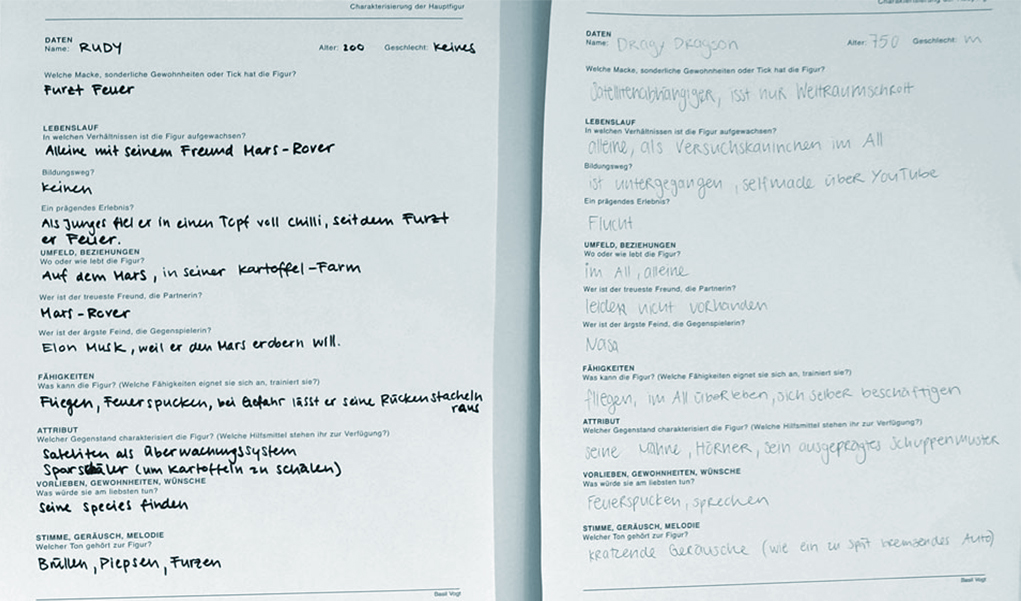 Charakterisierung der Hauptfigur
DATEN
Name: RUDY Alter: 200 Geschlecht: keines
Welche Macke, sonderliche Gewohnheiten oder Tick hat die Figur?
Furzt Feuer
LEBENSLAUF
In welchen Verhältnissen ist die Figur aufgewachsen?
Alleine mit seinem Freund Mars-Rover
Bildungsweg?
keinen
Ein prägendes Erlebnis?
Als Junges fiel er in einen Topf voll chilli, seitdem Furzt
er Feuer.
UMFELD, BEZIEHUNGEN
Wo oder wie lebt die Figur?
Auf dem Mars, in seiner Kartoffel-Farm
Wer ist der treueste Freund, die Partnerin?
Mars-Rover
Wer ist der ärgste Feind, die Gegenspielerin?
Elon Musk, weil er den Mars erobern will.
FÄHIGKEITEN
Was kann die Figur? (Welche Fähigkeiten eignet sie sich an, trainiert sie?)
Fliegen, Feuerspucken, bei Gefahr lässt er seine Rückenstacheln
raus
ATTRIBUT
Welcher Gegenstand charakterisiert die Figur? (Welche Hilfsmittel stehen ihr zur Verfügung?)
Sateliten als Überwachungssystem
Sparschäler (um Kartoffeln zu schälen)
VORLIEBEN, GEWOHNHEITEN, WÜNSCHE
Was würde sie am liebsten tun?
Seine Species finden
STIMME, GERÄUSCH, MELODIE
Welcher Ton gehört zur Figur?
Brüllen, Piepsen, Furzen
Basil Vogt
Charakterisierung der Hauptfigur
DATEN
Name: Dragy Dragson Alter: 750 Geschlecht: m
Welche Macke, sonderliche Gewohnheiten oder Tick hat die Figur?
Satelitenabhängiger, isst nur Weltraumschrott
LEBENSLAUF
In welchen Verhältnissen ist die Figur aufgewachsen?
alleine, als Versuchskaninchen im All
Bildungsweg?
ist untergegangen, selfmade über YouTube
Ein prägendes Erlebnis?
Flucht
UMFELD, BEZIEHUNGEN
Wo oder wie lebt die Figur?
im All, alleine
Wer ist der treueste Freund, die Partnerin?
leider nicht vorhanden
Wer ist der ärgste Feind, die Gegenspielerin?
Nasa
FÄHIGKEITEN
Was kann die Figur? (Welche Fähigkeiten eignet sie sich an, trainiert sie?)
fliegen, im All überleben, sich selber beschäftigen
ATTRIBUT
Welcher Gegenstand charakterisiert die Figur? (Welche Hilfsmittel stehen ihr zur Verfügung?)
seine Mähne, Hörner, sein ausgeprägtes Schuppenmuster
VORLIEBEN, GEWOHNHEITEN, WÜNSCHE
Was würde sie am liebsten tun?
Feuerspucken, sprechen
STIMME, GERÄUSCH, MELODIE
Welcher Ton gehört zur Figur?
kratzende Geräusche (wie ein zu spät bremsendes Auto)
Basil Vogt